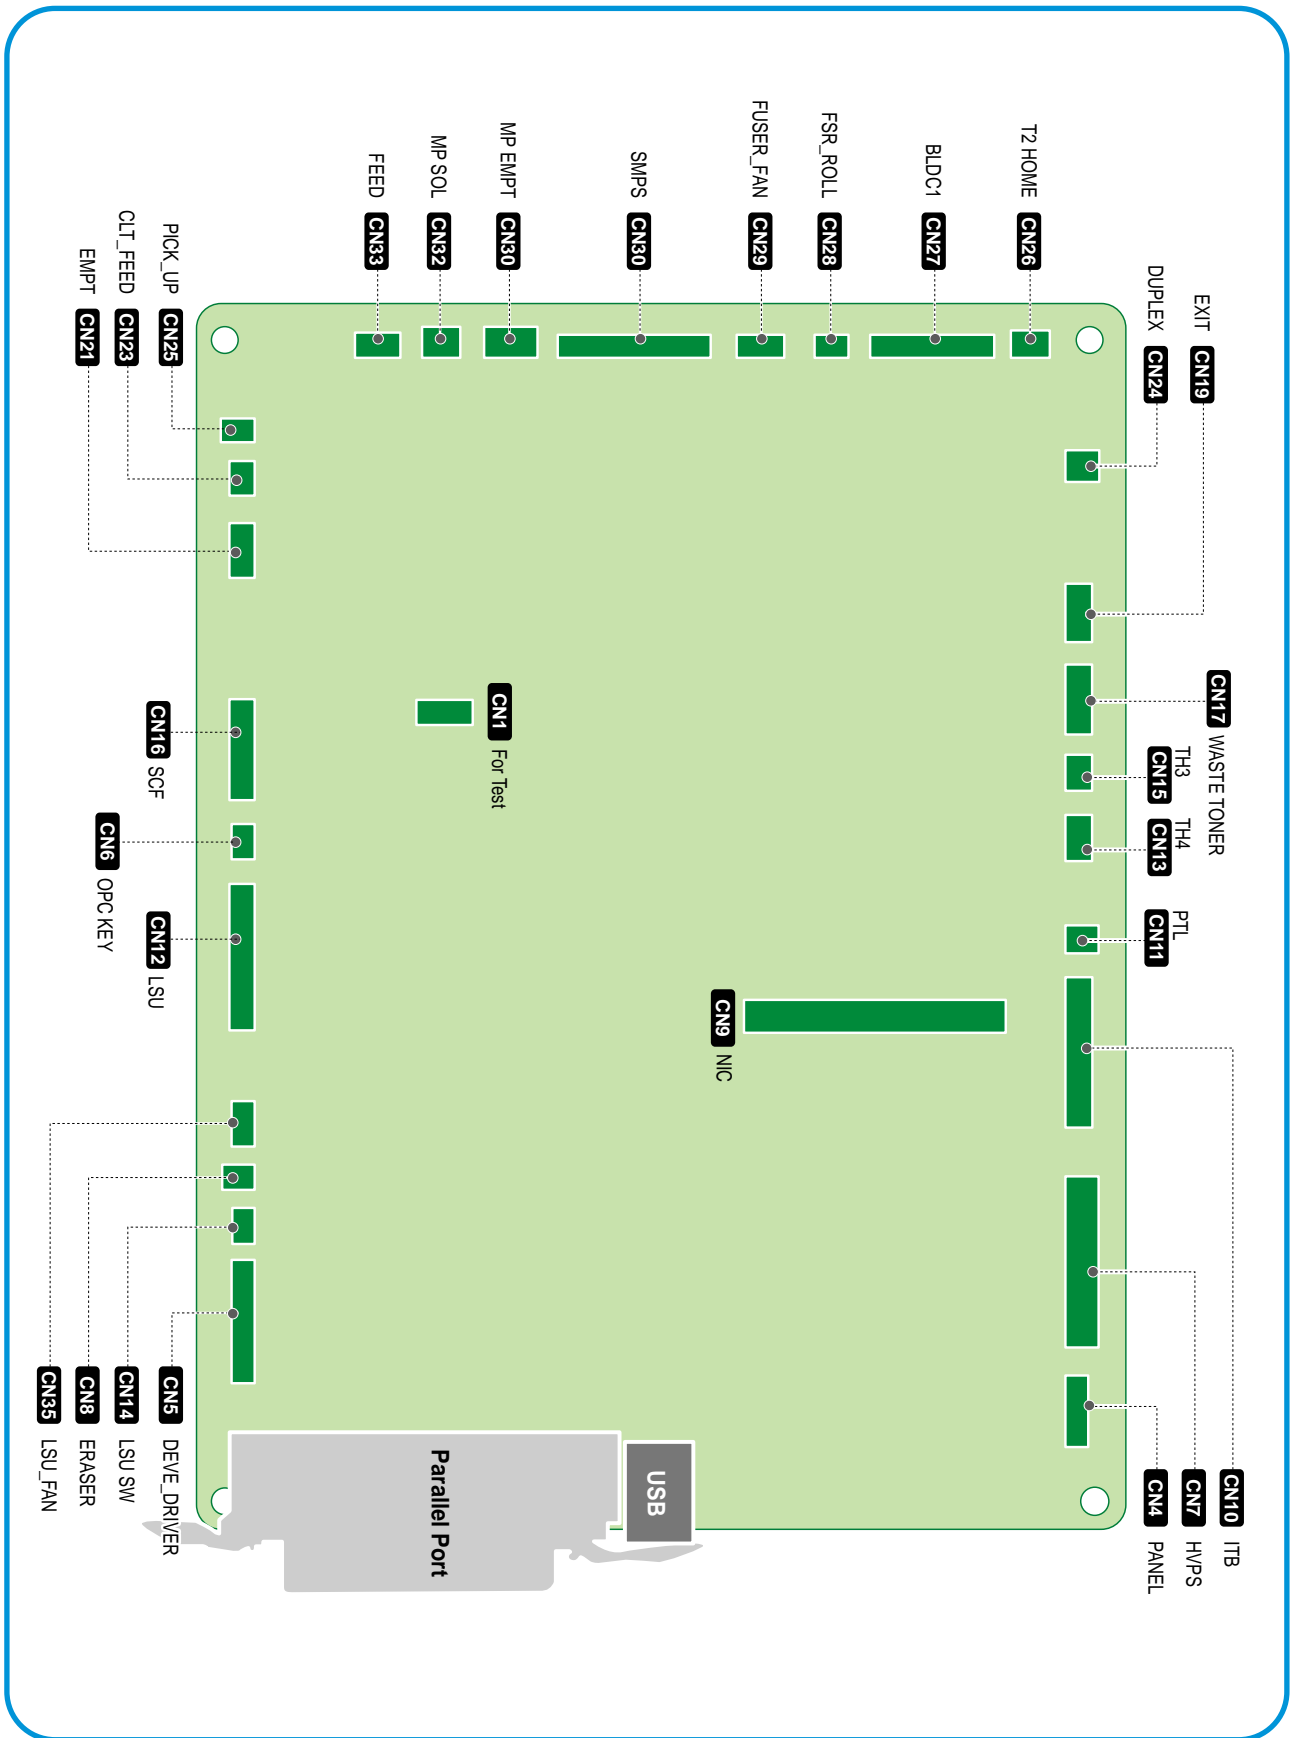 EXIT CN19
DUPLEX CN24
T2 HOME CN26
BLDC1 CN27
FSR_ROLL CN28
FUSER_FAN CN29
SMPS CN30
MP EMPT CN30
MP SOL CN32
FEED CN33
PICK_UP CN25
CLT_FEED CN23
EMPT CN21
CN17 WASTE TONER
TH3
CN15
TH4
CN13
PTL
CN11
CN1 For Test
CN9 NIC
CN16 SCF
CN6 OPC KEY
CN12 LSU
CN10 ITB
CN7 HVPS
CN4 PANEL
USB
Parallel Port
CN5 DEVE_DRIVER
CN14 LSU SW
CN8 ERASER
CN35 LSU_FAN